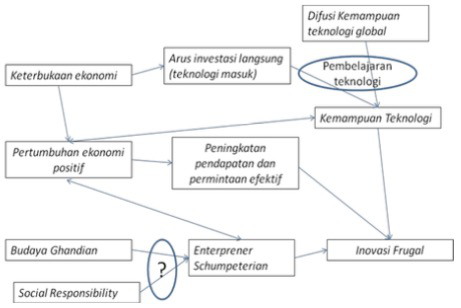 Difusi Kemampuan
teknologi global
Arus investasi langsung
(teknologi masuk)
Keterbukaan ekonomi
Pembelajaran
teknologi
Kemampuan Teknologi
Pertumbuhan ekonomi
positif
Peningkatan
pendapatan dan
permintaan efektif
Budaya Ghandian
?
Enterprener
Schumpeterian
Inovasi Frugal
Social Responsibility